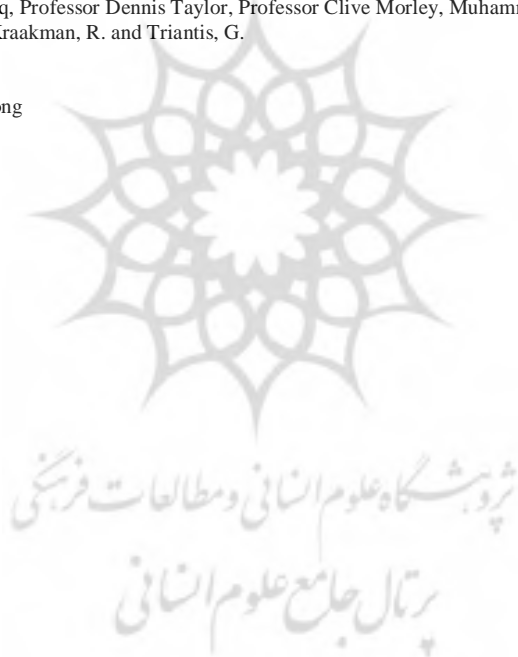 q, Professor Dennis Taylor, Professor Clive Morley, Muhamm
Kraakman, R. and Triantis, G.
ong
پژوهشگاه علوم انسانی و مطالعات فرهنگی
پرتال جامع علوم انسانی